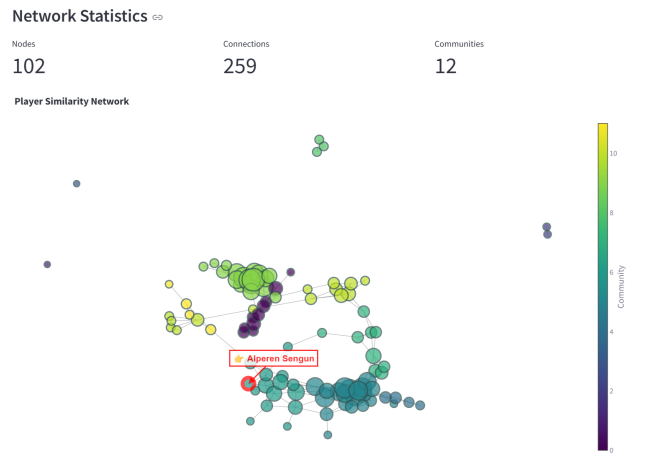 Network Statistics
Nodes
Connections
Communities
102
259
12
Player Similarity Network
👉 Alperen Sengun
10
8
6
4
2
0
Community